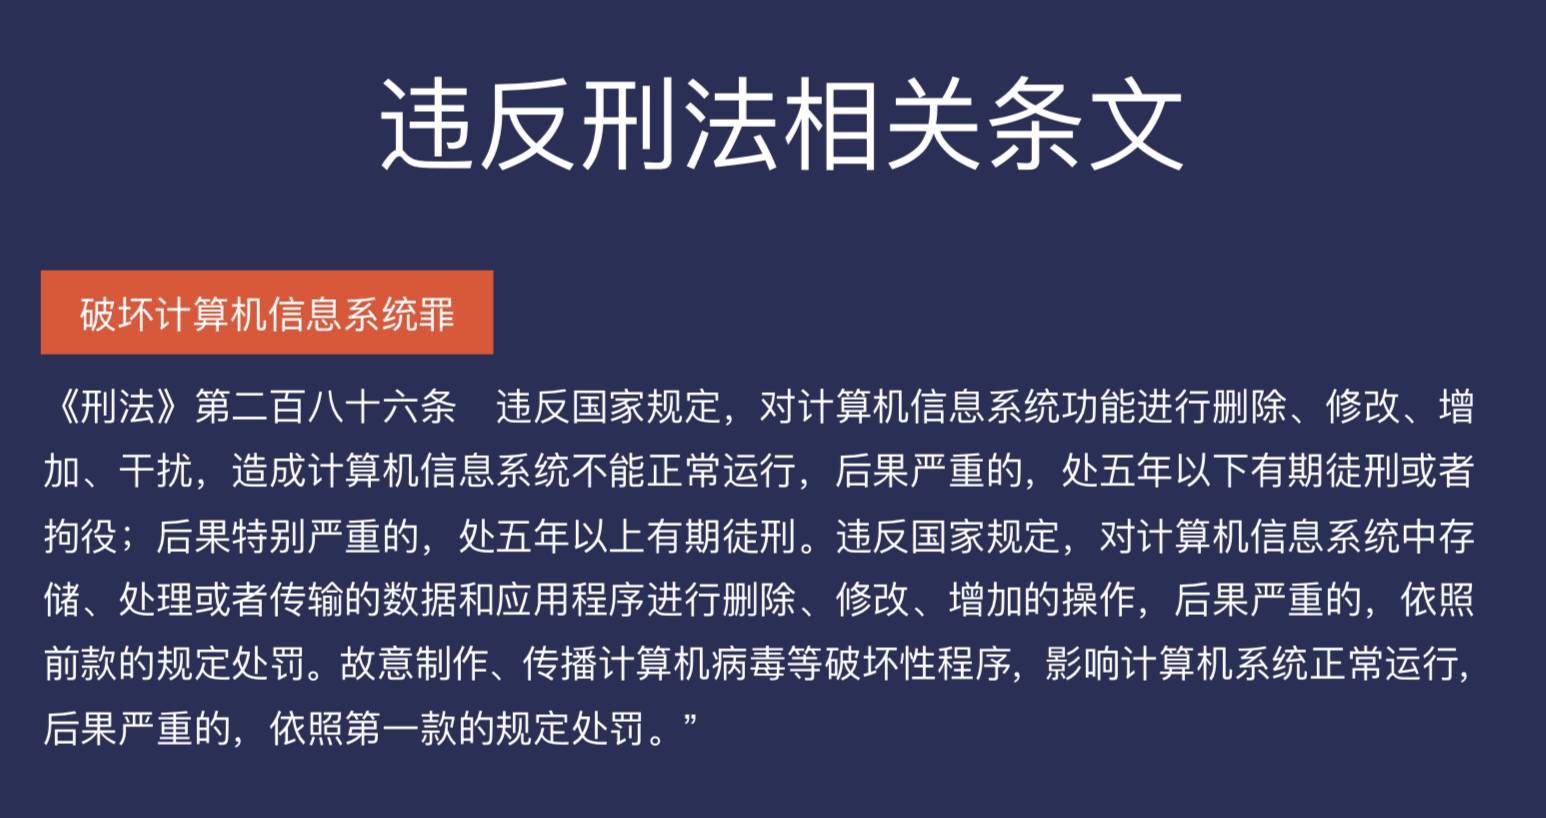 违反刑法相关条文
破坏计算机信息系统罪
《刑法》第二百八十六条　违反国家规定，对计算机信息系统功能进行删除、修改、增
加、干扰，造成计算机信息系统不能正常运行，后果严重的，处五年以下有期徒刑或者
拘役；后果特别严重的，处五年以上有期徒刑。违反国家规定，对计算机信息系统中存
储、处理或者传输的数据和应用程序进行删除、修改、增加的操作，后果严重的，依照
前款的规定处罚。故意制作、传播计算机病毒等破坏性程序，影响计算机系统正常运行，
后果严重的，依照第一款的规定处罚。”